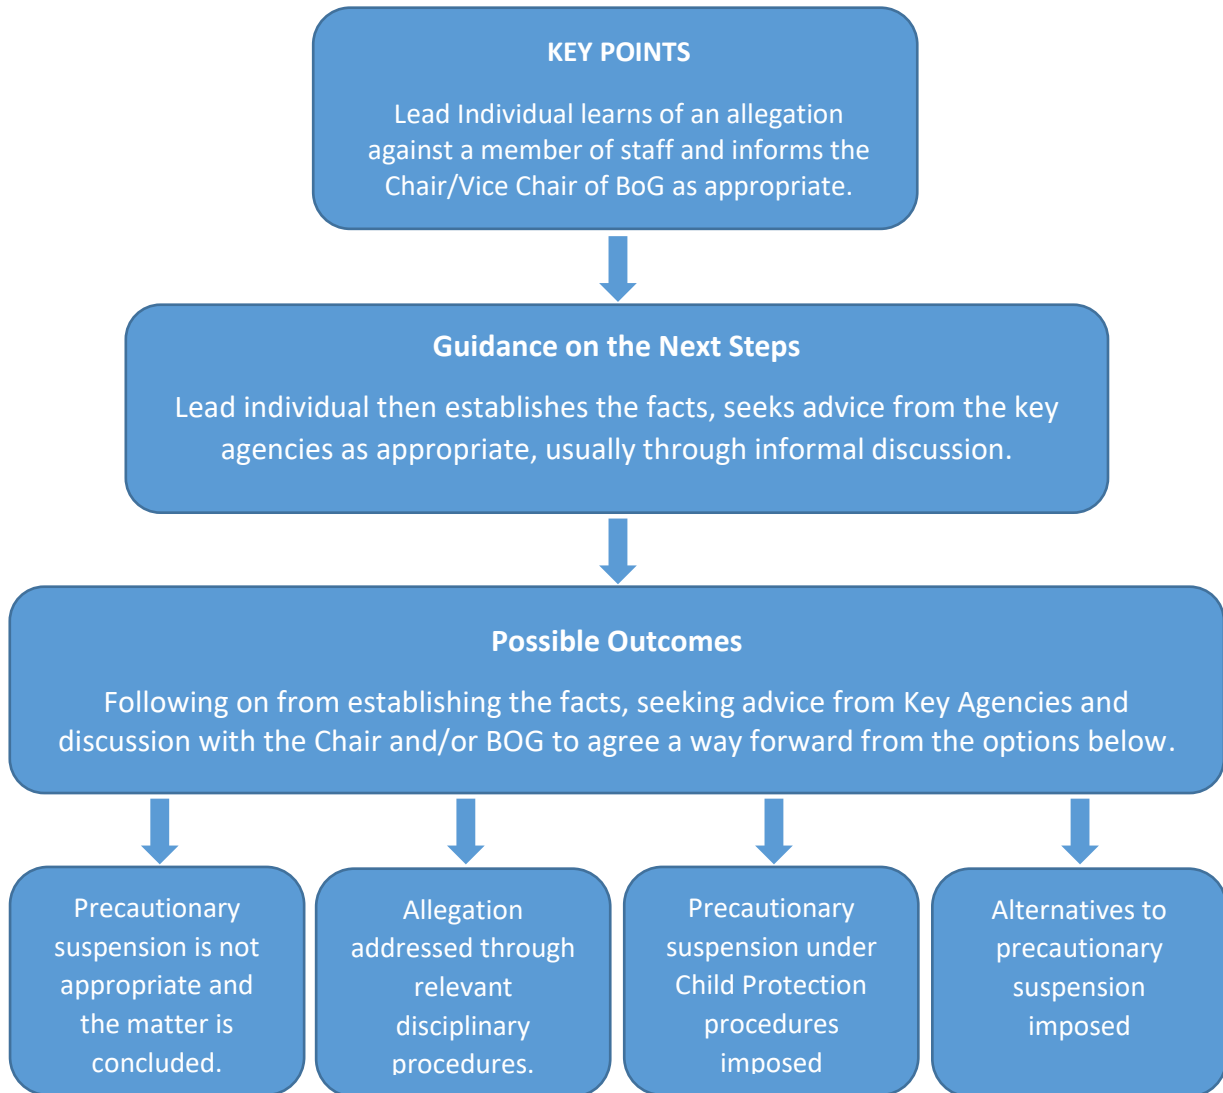 KEY POINTS
Lead Individual learns of an allegation
against a member of staff and informs the
Chair/Vice Chair of BoG as appropriate.
Guidance on the Next Steps
Lead individual then establishes the facts, seeks advice from the key
agencies as appropriate, usually through informal discussion.
Possible Outcomes
Following on from establishing the facts, seeking advice from Key Agencies and
discussion with the Chair and/or BOG to agree a way forward from the options below.
Precautionary
suspension is not
appropriate and
the matter is
concluded.
Allegation
addressed through
relevant
disciplinary
procedures.
Precautionary
suspension under
Child Protection
procedures
imposed
Alternatives to
precautionary
suspension
imposed